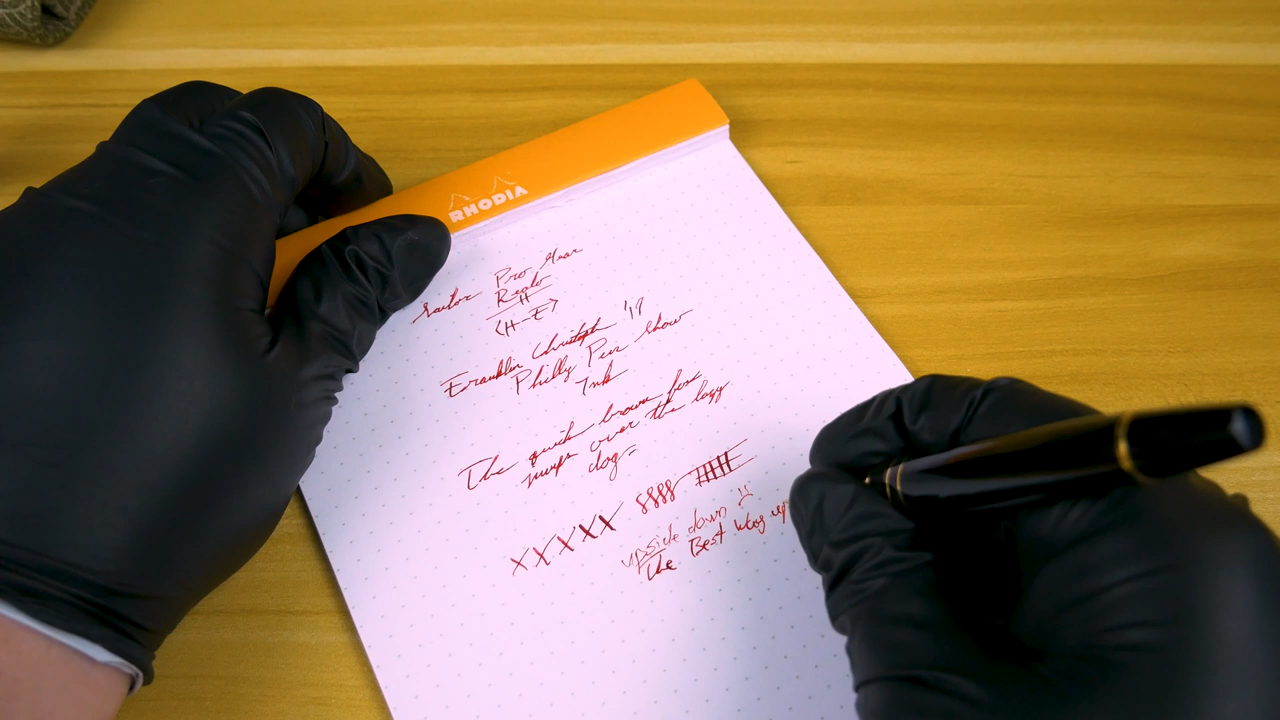 RHODIA
Sailor Pro Gear
Realo
H
<H-E>
Franklin Christoph '19
Philly Pen Show
Ink
The quick brown fox
jumps over the lazy
dog
XXXXX
upside down
The Best way